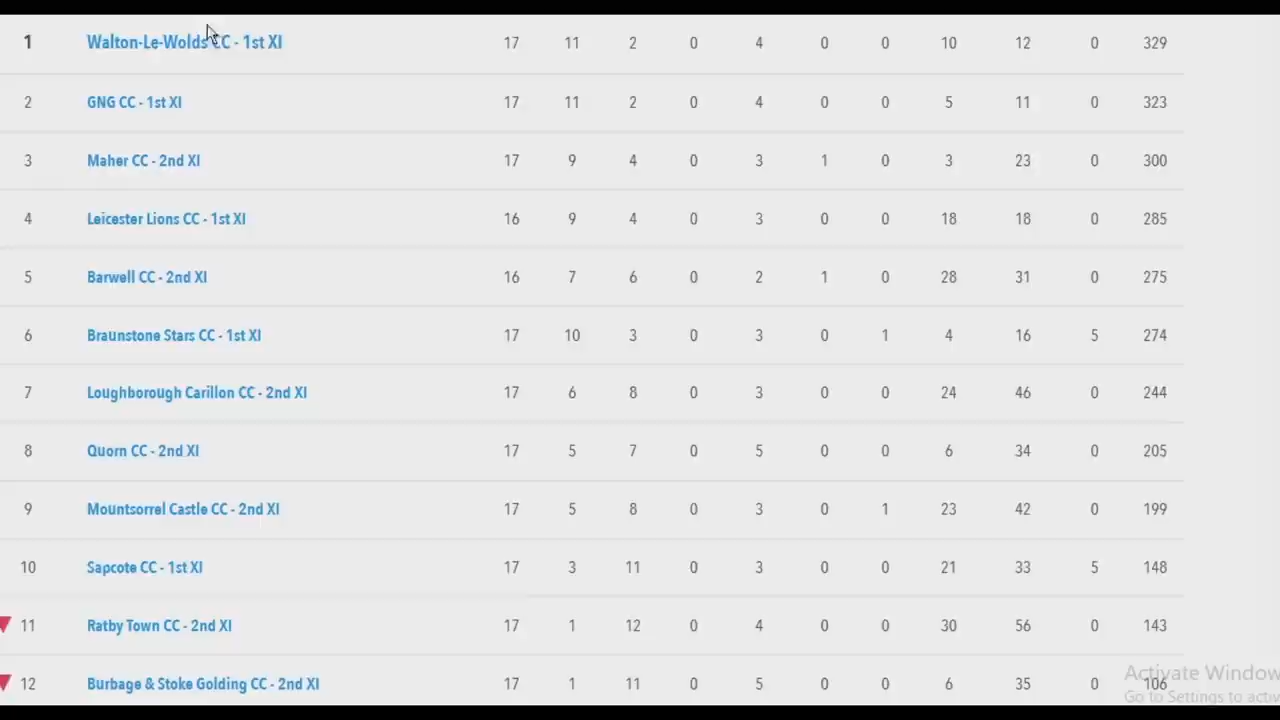 1 Walton-Le-Wolds CC - 1st XI 17 11 2 0 4 0 0 10 12 0 329
2 GNG CC - 1st XI 17 11 2 0 4 0 0 5 11 0 323
3 Maher CC - 2nd XI 17 9 4 0 3 1 0 3 23 0 300
4 Leicester Lions CC - 1st XI 16 9 4 0 3 0 0 18 18 0 285
5 Barwell CC - 2nd XI 16 7 6 0 2 1 0 28 31 0 275
6 Braunstone Stars CC - 1st XI 17 10 3 0 3 0 1 4 16 5 274
7 Loughborough Carillon CC - 2nd XI 17 6 8 0 3 0 0 24 46 0 244
8 Quorn CC - 2nd XI 17 5 7 0 5 0 0 6 34 0 205
9 Mountsorrel Castle CC - 2nd XI 17 5 8 0 3 0 1 23 42 0 199
10 Sapcote CC - 1st XI 17 3 11 0 3 0 0 21 33 5 148
11 Ratby Town CC - 2nd XI 17 1 12 0 4 0 0 30 56 0 143
12 Burbage & Stoke Golding CC - 2nd XI 17 1 11 0 5 0 0 6 35 0 106
Activate Window
Go to Settings to activ